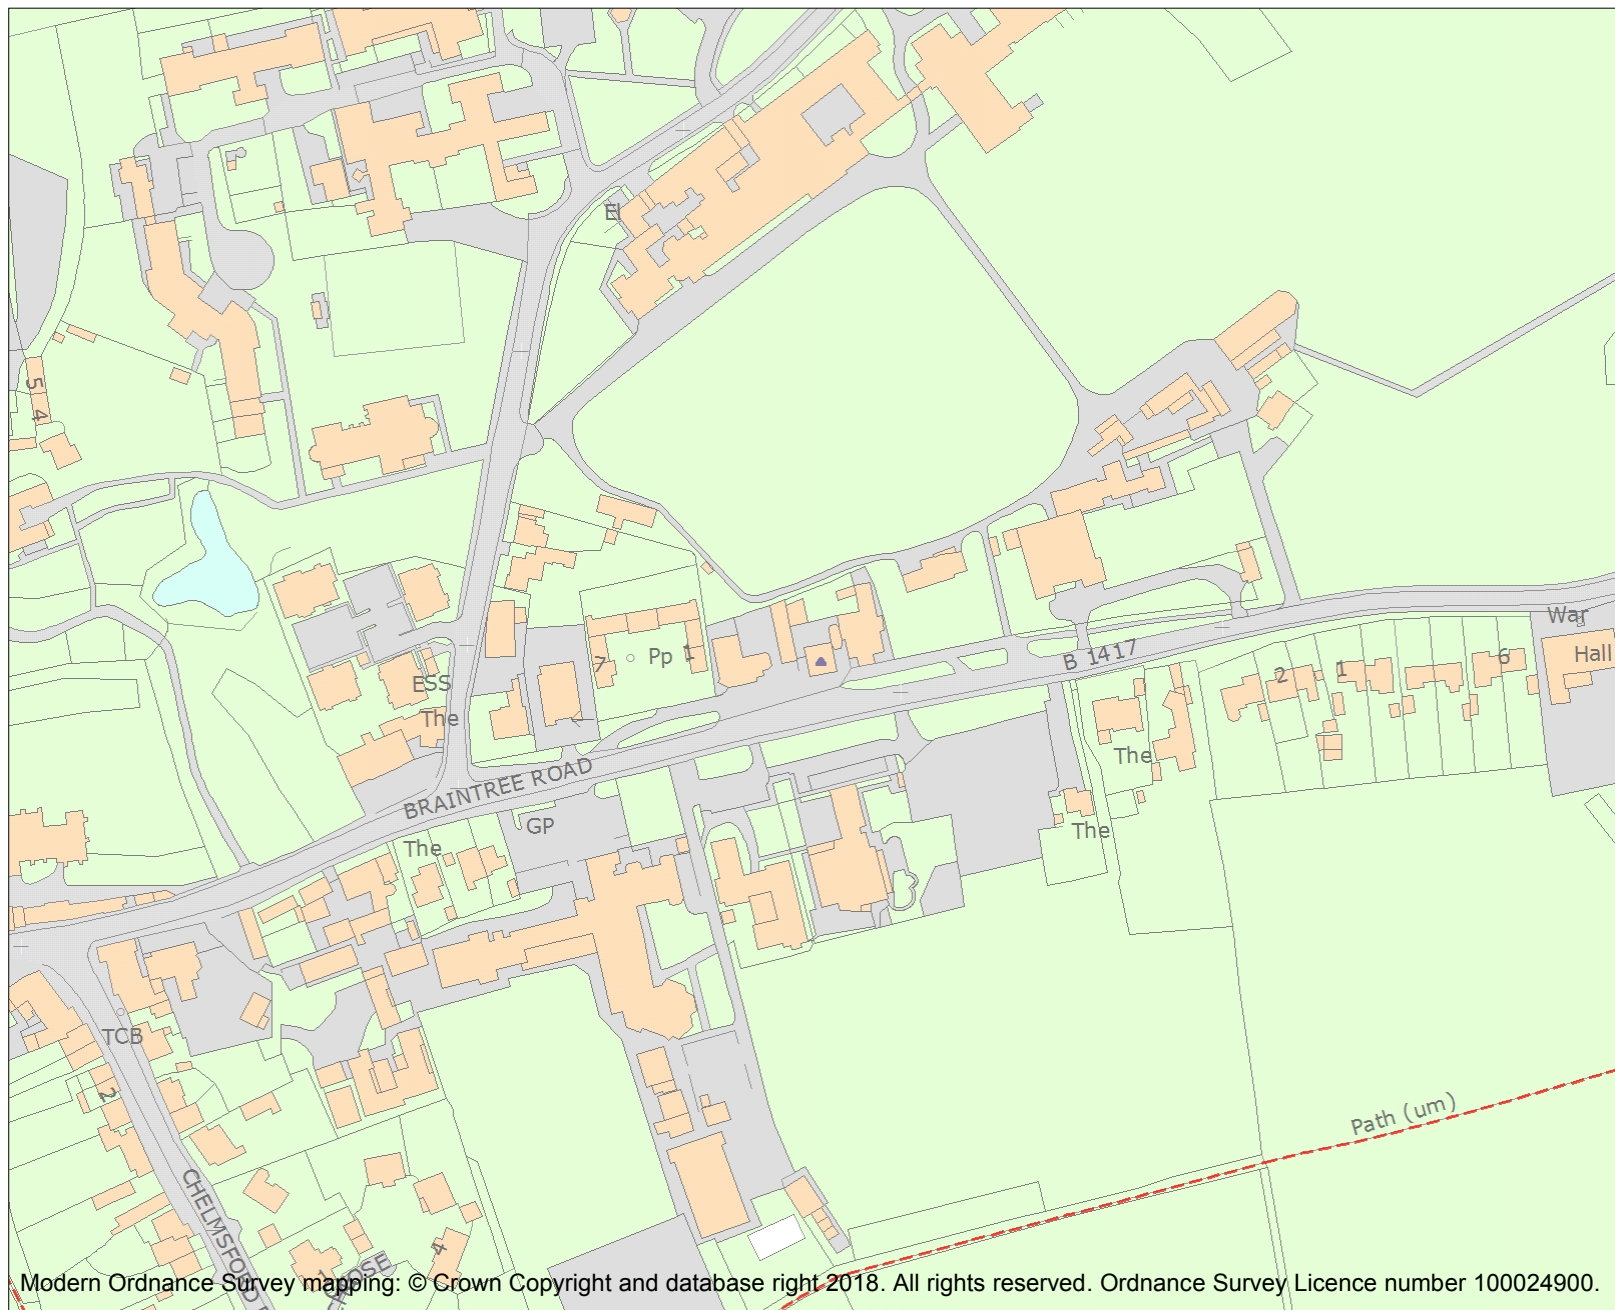 El
5
4
7
Pp
1
B 1417
War
Hall
2
1
6
ESS
The
The
BRAINTREE ROAD
The
GP
The
TCB
2
Path (um)
CHELMSFORD
4
1
Modern Ordnance Survey mapping: © Crown Copyright and database right 2018. All rights reserved. Ordnance Survey Licence number 100024900.